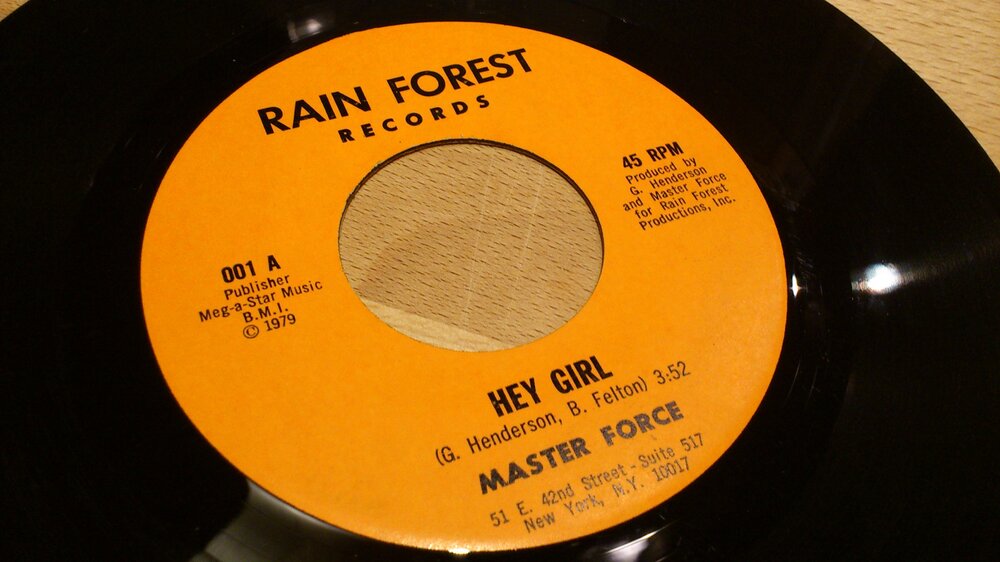 RAIN FOREST
RECORDS
45 RPM
Produced by
G. Henderson
and Master Force
for Rain Forest
Productions, Inc.
001 A
Publisher
Meg-a-Star Music
B.M.I.
© 1979
HEY GIRL
(G. Henderson, B. Felton) 3:52
MASTER FORCE
51 E. 42nd Street - Suite 517
New York, N.Y. 10017